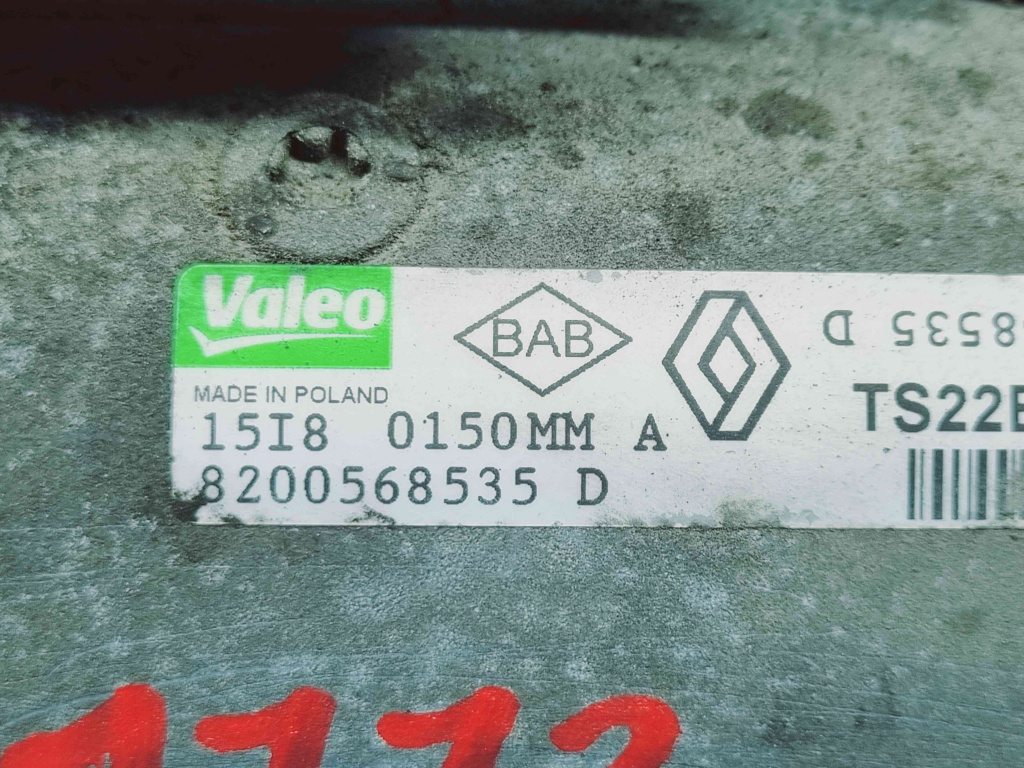 Valeo
BAB
8535 D
MADE IN POLAND
TS22E
15I8 0150MM A
8200568535 D